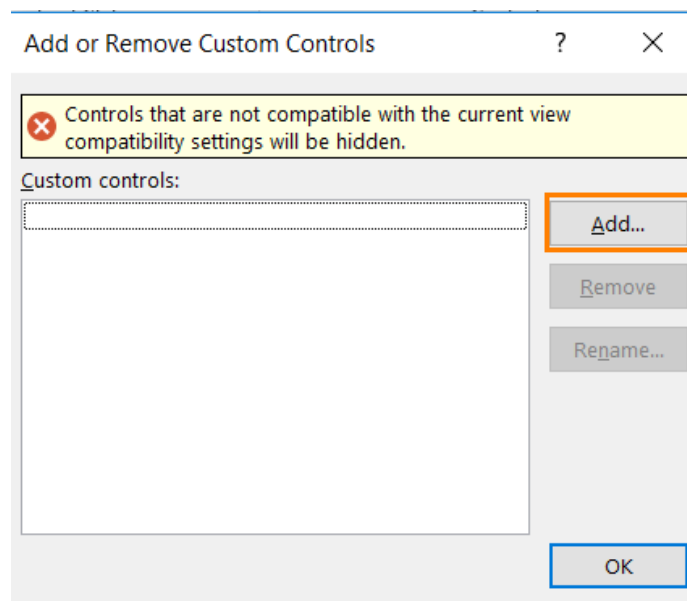 Add or Remove Custom Controls
?
Controls that are not compatible with the current view
compatibility settings will be hidden.
Custom controls:
Add...
Remove
Rename...
OK